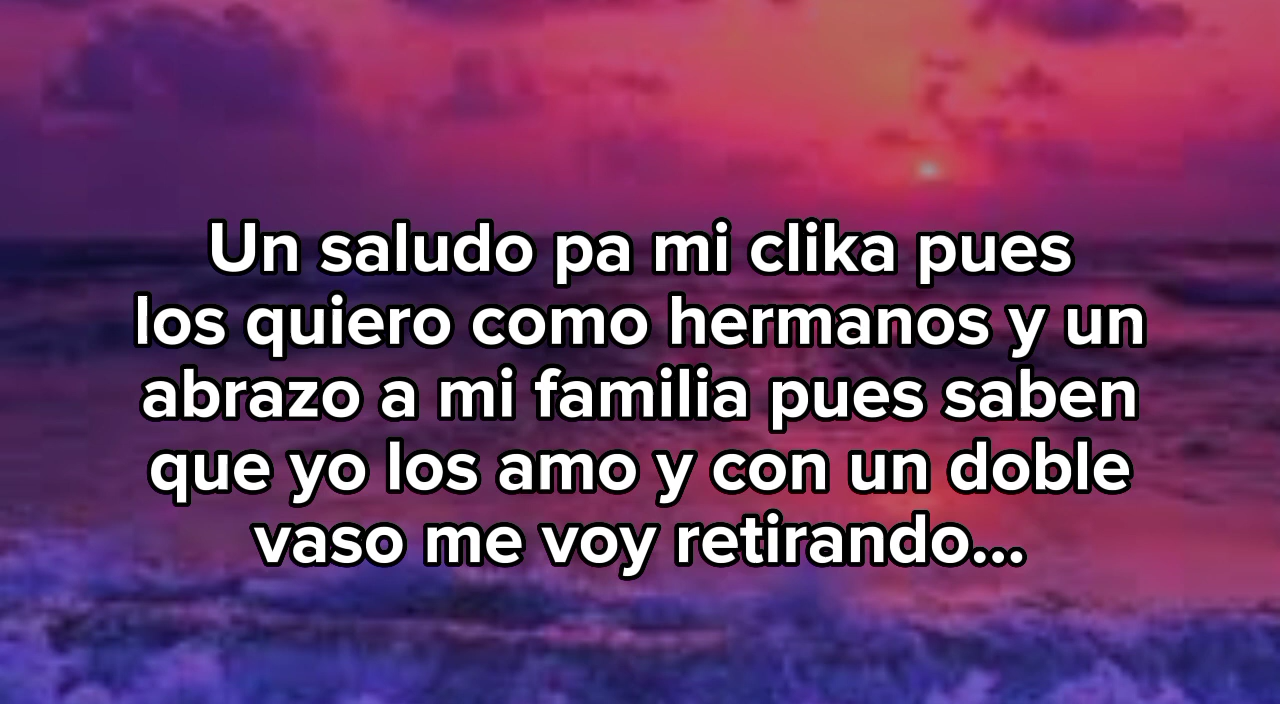 Un saludo pa mi clika pues
los quiero como hermanos y un
abrazo a mi familia pues saben
que yo los amo y con un doble
vaso me voy retirando...